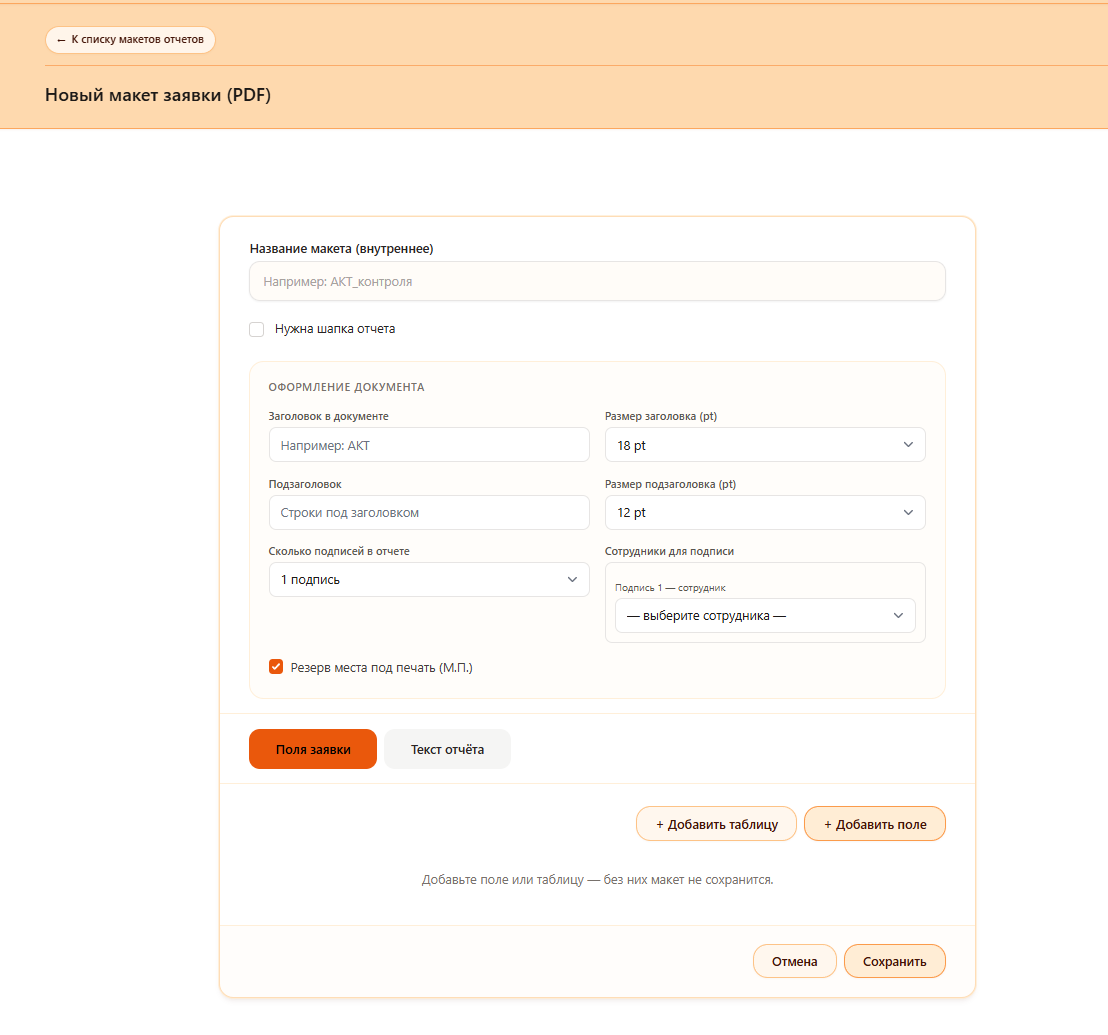 ← К списку макетов отчетов
Новый макет заявки (PDF)
Название макета (внутреннее)
Например: АКТ_контроля
Нужна шапка отчета
ОФОРМЛЕНИЕ ДОКУМЕНТА
Заголовок в документе
Размер заголовка (pt)
Например: АКТ
18 pt
Подзаголовок
Размер подзаголовка (pt)
Строки под заголовком
12 pt
Сколько подписей в отчете
Сотрудники для подписи
1 подпись
Подпись 1 — сотрудник
— выберите сотрудника —
Резерв места под печать (М.П.)
Поля заявки
Текст отчёта
+ Добавить таблицу
+ Добавить поле
Добавьте поле или таблицу — без них макет не сохранится.
Отмена
Сохранить